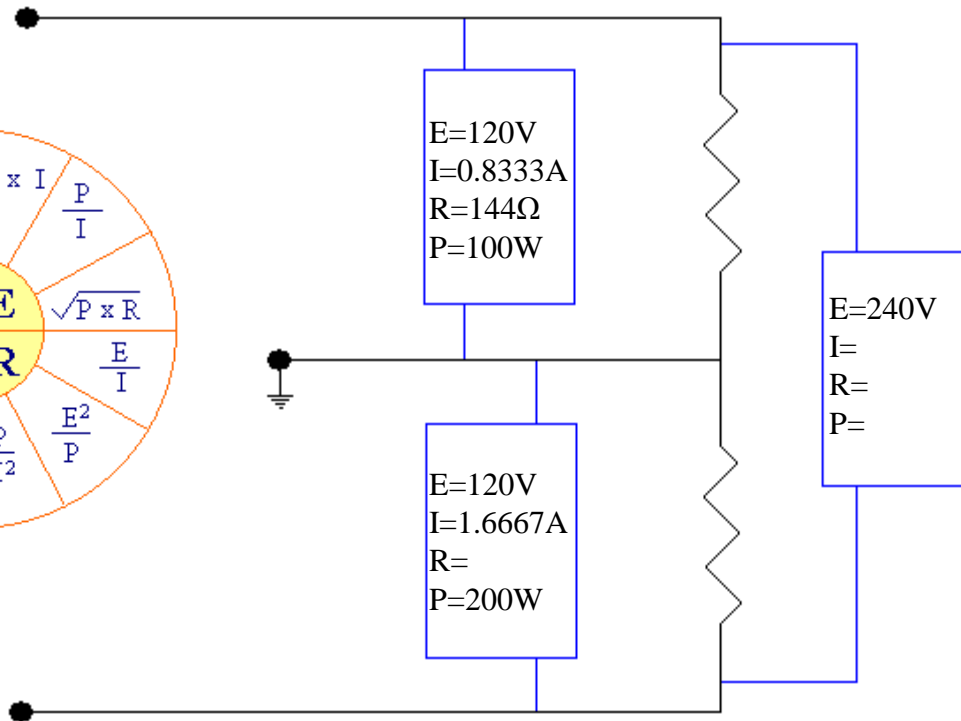 x I
P
I
√P x R
E
R
E
I
E²
P
E=120V
I=0.8333A
R=144Ω
P=100W
E=240V
I=
R=
P=
E=120V
I=1.6667A
R=
P=200W